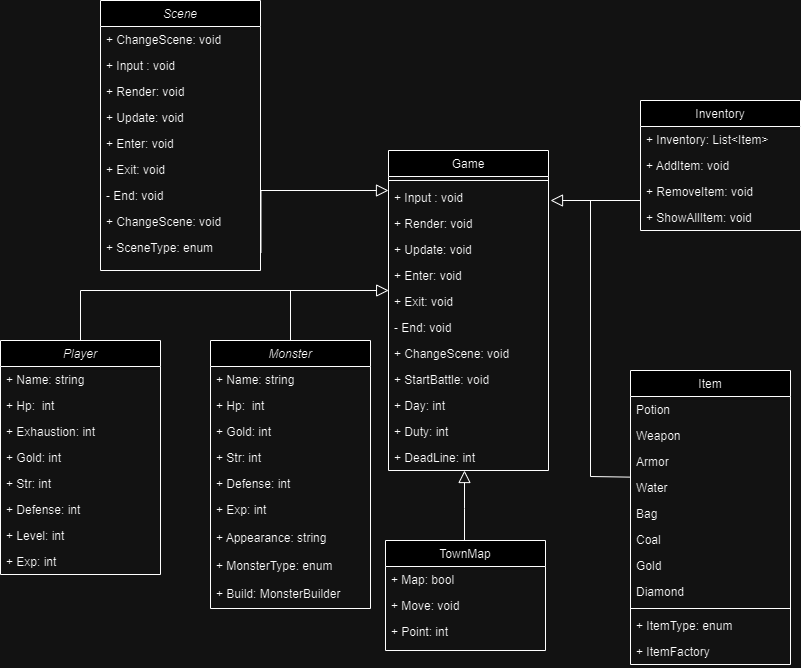 Scene
+ ChangeScene: void
+ Input : void
+ Render: void
+ Update: void
+ Enter: void
+ Exit: void
- End: void
+ ChangeScene: void
+ SceneType: enum
Inventory
+ Inventory: List<Item>
+ AddItem: void
+ RemoveItem: void
+ ShowAllItem: void
Game
+ Input : void
+ Render: void
+ Update: void
+ Enter: void
+ Exit: void
- End: void
+ ChangeScene: void
+ StartBattle: void
+ Day: int
+ Duty: int
+ DeadLine: int
Player
+ Name: string
+ Hp: int
+ Exhaustion: int
+ Gold: int
+ Str: int
+ Defense: int
+ Level: int
+ Exp: int
Monster
+ Name: string
+ Hp: int
+ Gold: int
+ Str: int
+ Defense: int
+ Exp: int
+ Appearance: string
+ MonsterType: enum
+ Build: MonsterBuilder
TownMap
+ Map: bool
+ Move: void
+ Point: int
Item
Potion
Weapon
Armor
Water
Bag
Coal
Gold
Diamond
+ ItemType: enum
+ ItemFactory